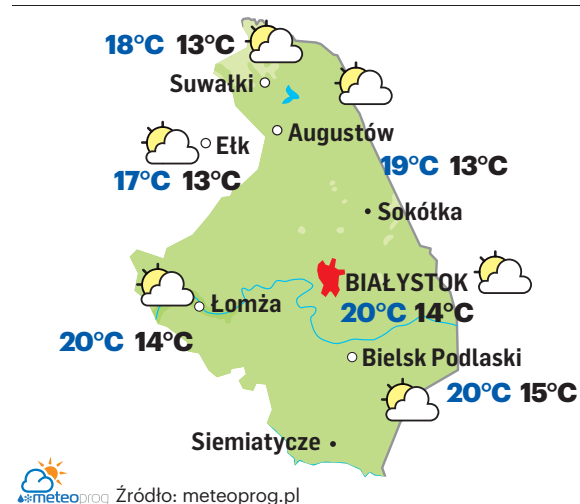 18°C 13°C
Suwałki
Augustów
Ełk
17°C 13°C
19°C 13°C
Sokółka
BIAŁYSTOK
20°C 14°C
Łomża
20°C 14°C
Bielsk Podlaski
20°C 15°C
Siemiatycze
meteoprog Źródło: meteoprog.pl